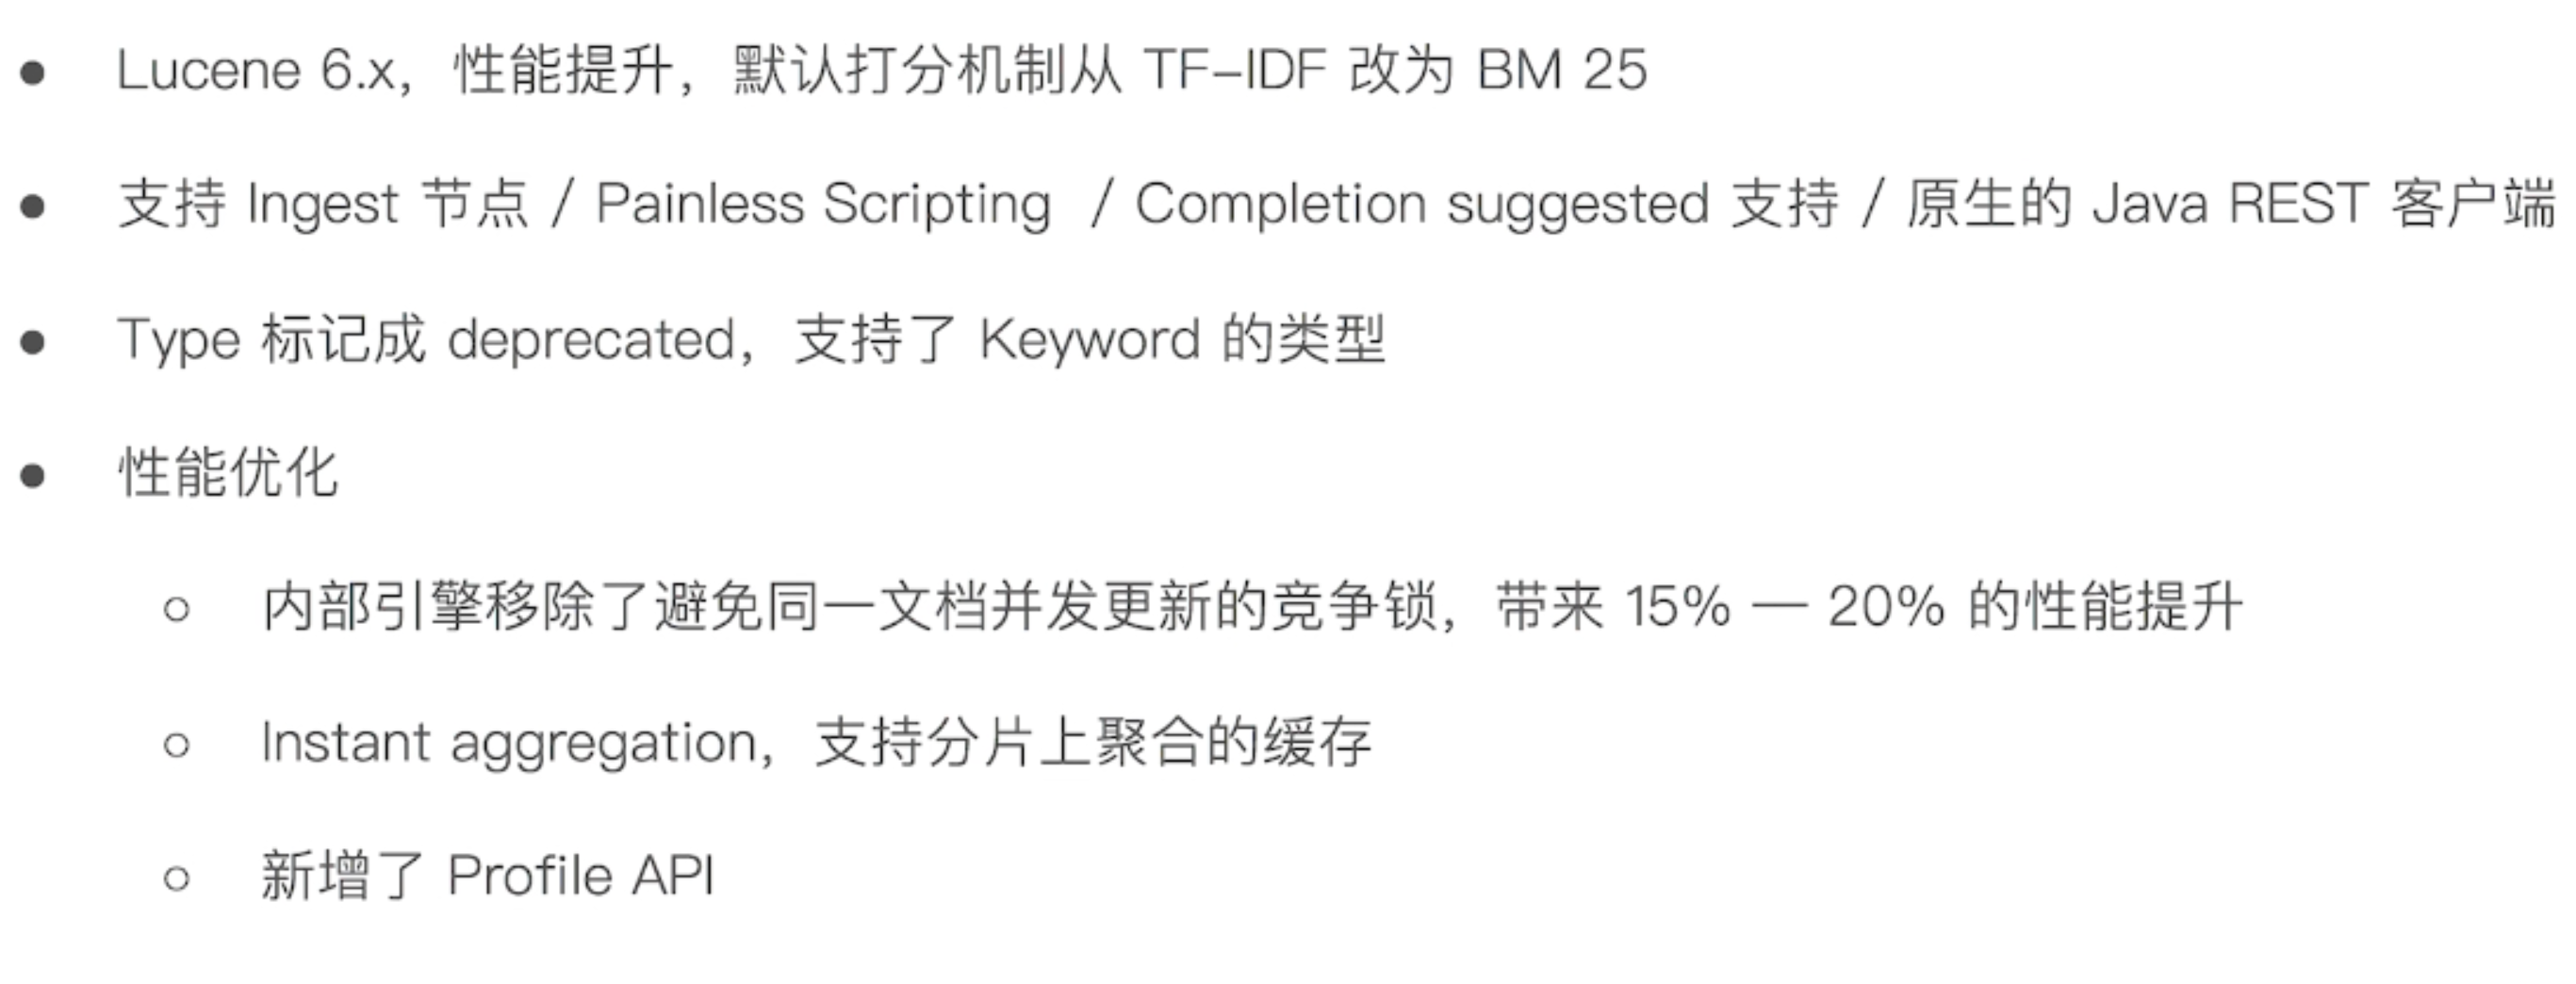 ● Lucene 6.x，性能提升，默认打分机制从 TF-IDF 改为 BM 25
● 支持 Ingest 节点 / Painless Scripting / Completion suggested 支持 / 原生的 Java REST 客户端
● Type 标记成 deprecated，支持了 Keyword 的类型
● 性能优化
○ 内部引擎移除了避免同一文档并发更新的竞争锁，带来 15% — 20% 的性能提升
○ Instant aggregation，支持分片上聚合的缓存
○ 新增了 Profile API